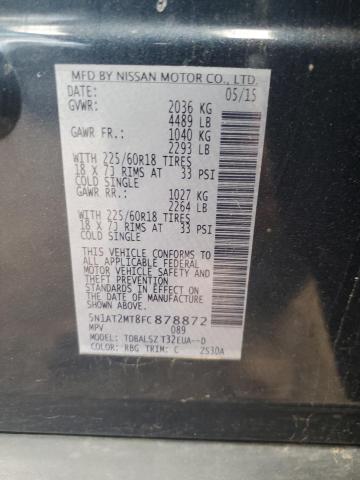 MFD BY NISSAN MOTOR CO., LTD.
DATE: 05/15
GVWR: 2036 KG
4489 LB
GAWR FR.: 1040 KG
2293 LB
WITH 225/60R18 TIRES
18 X 7J RIMS AT 33 PSI
COLD SINGLE
GAWR RR.: 1027 KG
2264 LB
WITH 225/60R18 TIRES
18 X 7J RIMS AT 33 PSI
COLD SINGLE
THIS VEHICLE CONFORMS TO
ALL APPLICABLE FEDERAL
MOTOR VEHICLE SAFETY AND
THEFT PREVENTION
STANDARDS IN EFFECT ON
THE DATE OF MANUFACTURE
SHOWN ABOVE.
5N1AT2MT8FC878872
MPV 089
MODEL: TDBALSZ T32EUA--D
COLOR: RBG TRIM: C 2S30A